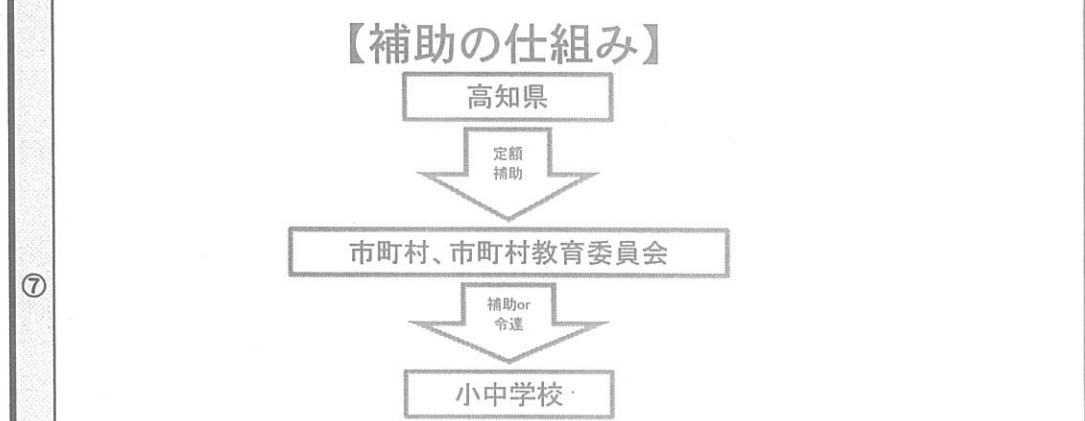 【補助の仕組み】
高知県
定額
補助
市町村、市町村教育委員会
⑦
補助or
令達
小中学校